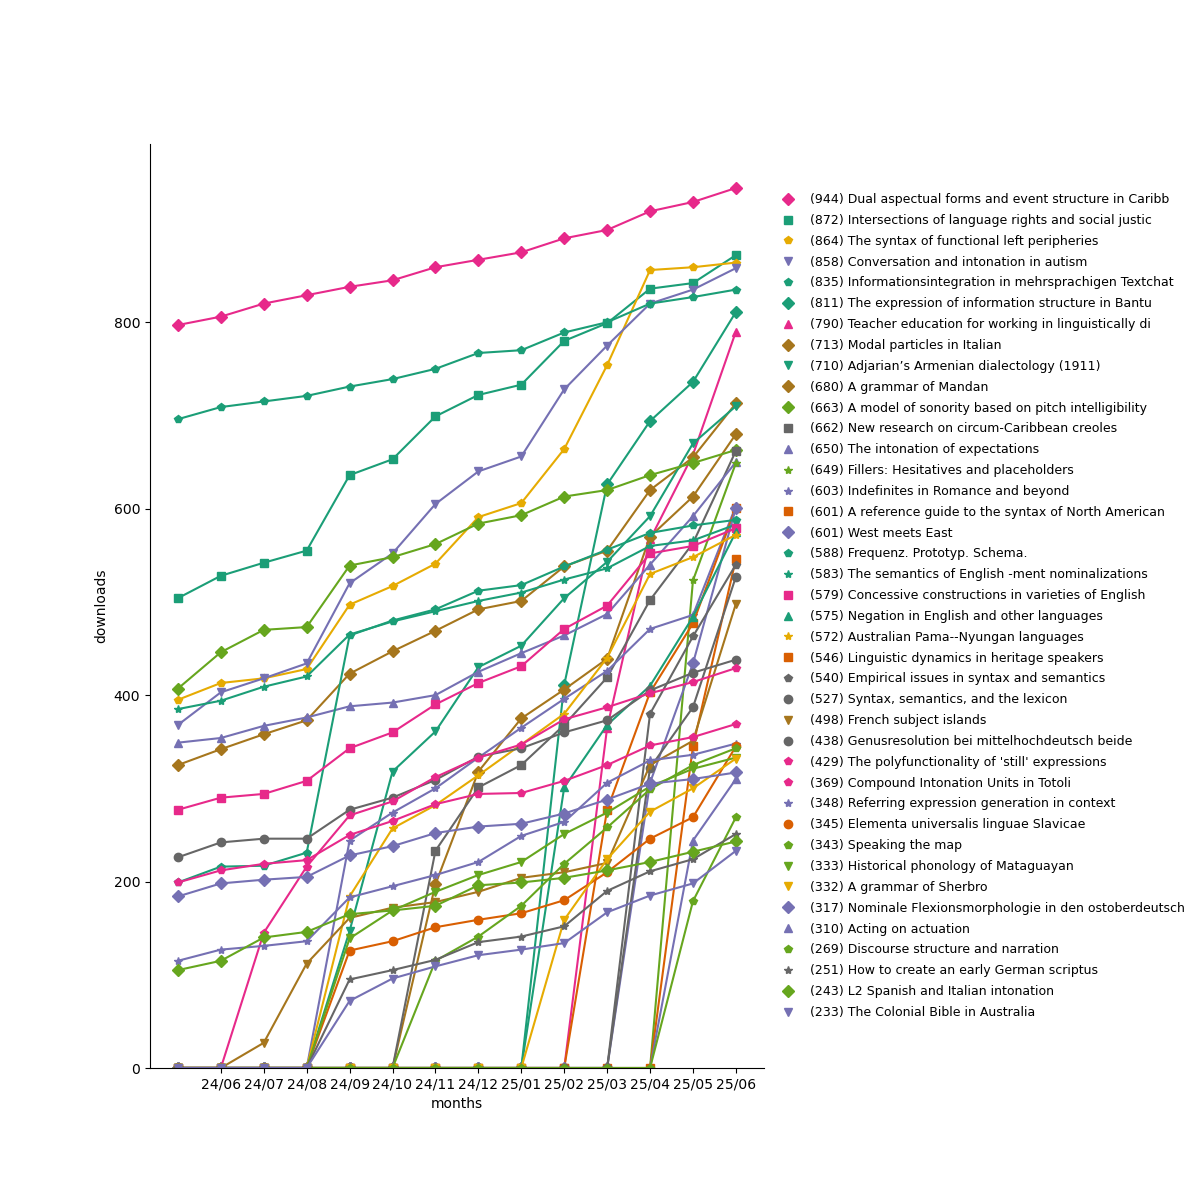 800
600
400
200
0
downloads
24/06 24/07 24/08 24/09 24/10 24/11 24/12 25/01 25/02 25/03 25/04 25/05 25/06
months
(944) Dual aspectual forms and event structure in Caribb
(872) Intersections of language rights and social justic
(864) The syntax of functional left peripheries
(858) Conversation and intonation in autism
(835) Informationsintegration in mehrsprachigen Textchat
(811) The expression of information structure in Bantu
(790) Teacher education for working in linguistically di
(713) Modal particles in Italian
(710) Adjarian’s Armenian dialectology (1911)
(680) A grammar of Mandan
(663) A model of sonority based on pitch intelligibility
(662) New research on circum-Caribbean creoles
(650) The intonation of expectations
(649) Fillers: Hesitatives and placeholders
(603) Indefinites in Romance and beyond
(601) A reference guide to the syntax of North American
(601) West meets East
(588) Frequenz. Prototyp. Schema.
(583) The semantics of English -ment nominalizations
(579) Concessive constructions in varieties of English
(575) Negation in English and other languages
(572) Australian Pama--Nyungan languages
(546) Linguistic dynamics in heritage speakers
(540) Empirical issues in syntax and semantics
(527) Syntax, semantics, and the lexicon
(498) French subject islands
(438) Genusresolution bei mittelhochdeutsch beide
(429) The polyfunctionality of 'still' expressions
(369) Compound Intonation Units in Totoli
(348) Referring expression generation in context
(345) Elementa universalis linguae Slavicae
(343) Speaking the map
(333) Historical phonology of Mataguayan
(332) A grammar of Sherbro
(317) Nominale Flexionsmorphologie in den ostoberdeutsch
(310) Acting on actuation
(269) Discourse structure and narration
(251) How to create an early German scriptus
(243) L2 Spanish and Italian intonation
(233) The Colonial Bible in Australia